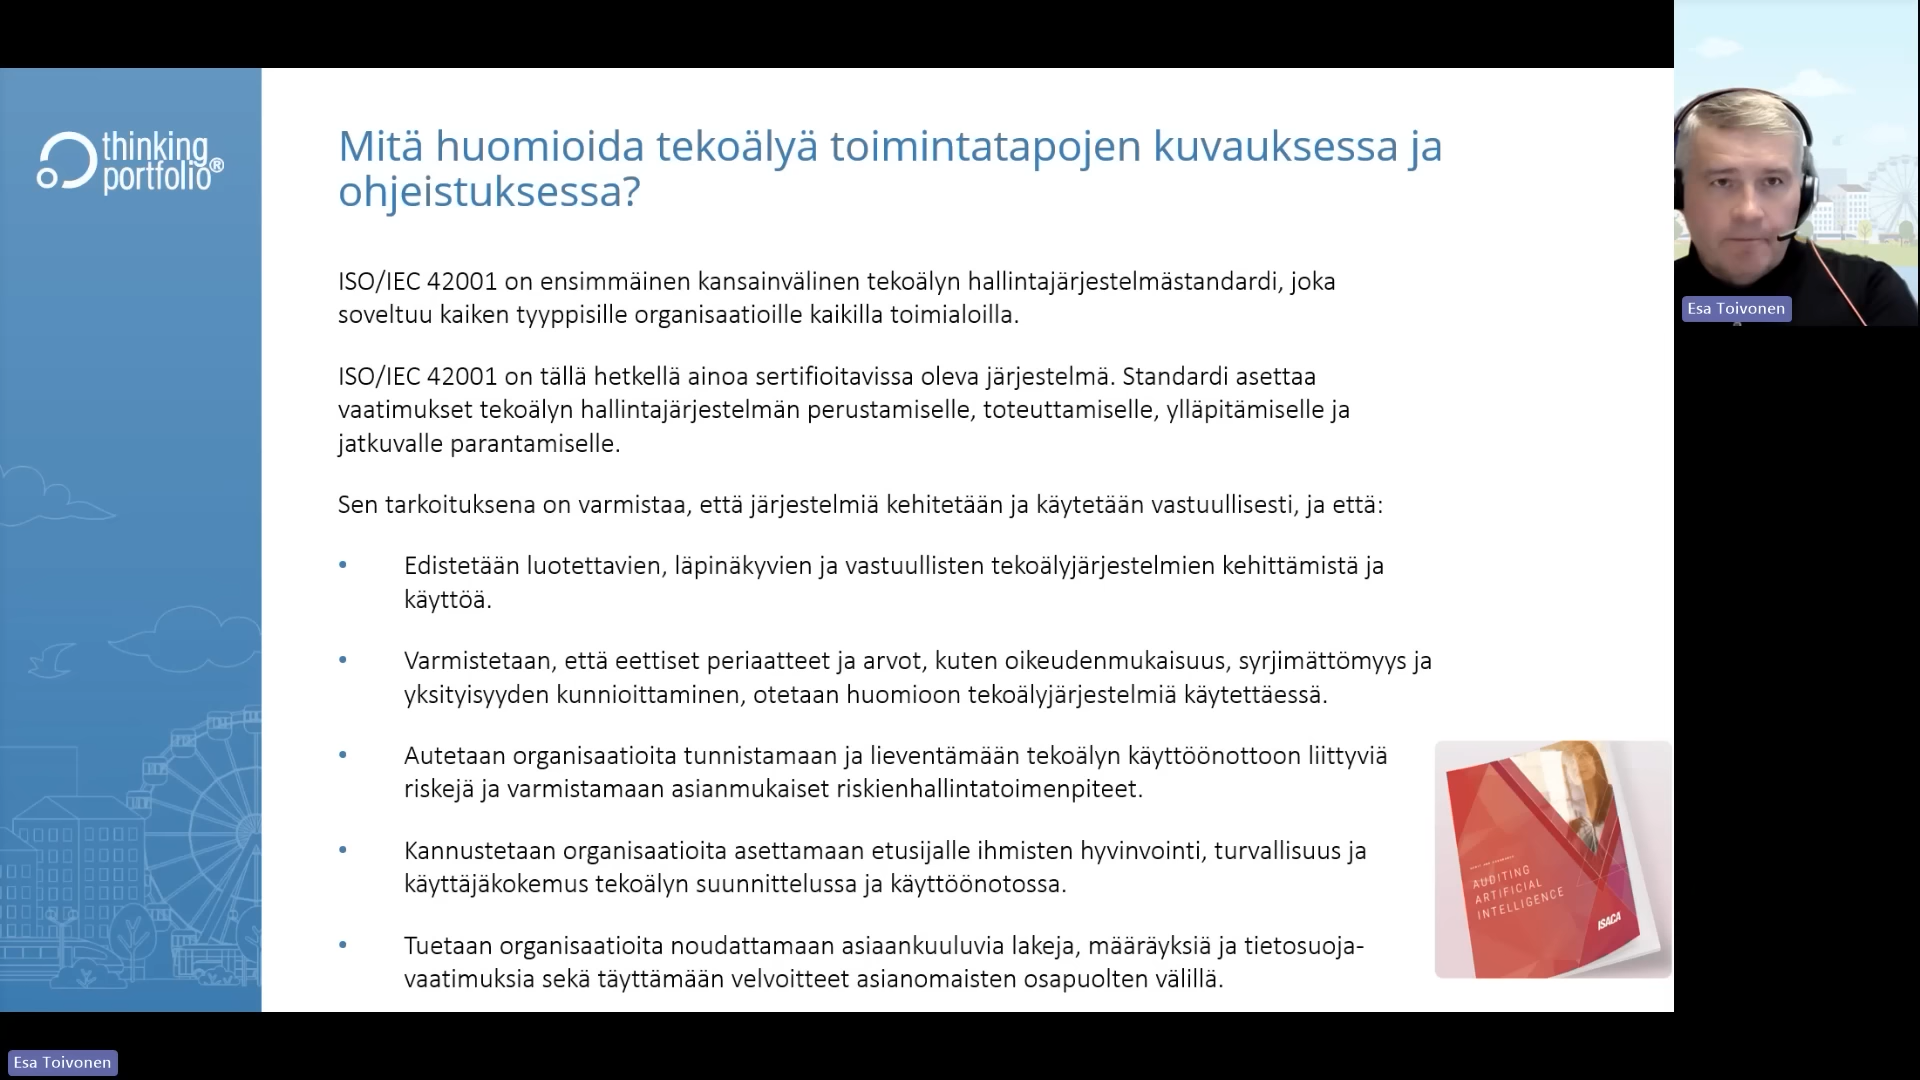 thinking
portfolio®
Mitä huomioida tekoälyä toimintatapojen kuvauksessa ja
ohjeistuksessa?
ISO/IEC 42001 on ensimmäinen kansainvälinen tekoälyn hallintajärjestelmästandardi, joka
soveltuu kaiken tyyppisille organisaatioille kaikilla toimialoilla.
ISO/IEC 42001 on tällä hetkellä ainoa sertifioitavissa oleva järjestelmä. Standardi asettaa
vaatimukset tekoälyn hallintajärjestelmän perustamiselle, toteuttamiselle, ylläpitämiselle ja
jatkuvalle parantamiselle.
Sen tarkoituksena on varmistaa, että järjestelmiä kehitetään ja käytetään vastuullisesti, ja että:
• Edistetään luotettavien, läpinäkyvien ja vastuullisten tekoälyjärjestelmien kehittämistä ja
käyttöä.
• Varmistetaan, että eettiset periaatteet ja arvot, kuten oikeudenmukaisuus, syrjimättömyys ja
yksityisyyden kunnioittaminen, otetaan huomioon tekoälyjärjestelmiä käytettäessä.
• Autetaan organisaatioita tunnistamaan ja lieventämään tekoälyn käyttöönottoon liittyviä
riskejä ja varmistamaan asianmukaiset riskienhallintatoimenpiteet.
• Kannustetaan organisaatioita asettamaan etusijalle ihmisten hyvinvointi, turvallisuus ja
käyttäjäkokemus tekoälyn suunnittelussa ja käyttöönotossa.
• Tuetaan organisaatioita noudattamaan asiaankuuluvia lakeja, määräyksiä ja tietosuoja-
vaatimuksia sekä täyttämään velvoitteet asianomaisten osapuolten välillä.
AUDITING
ARTIFICIAL
INTELLIGENCE
ISACA
Esa Toivonen
Esa Toivonen